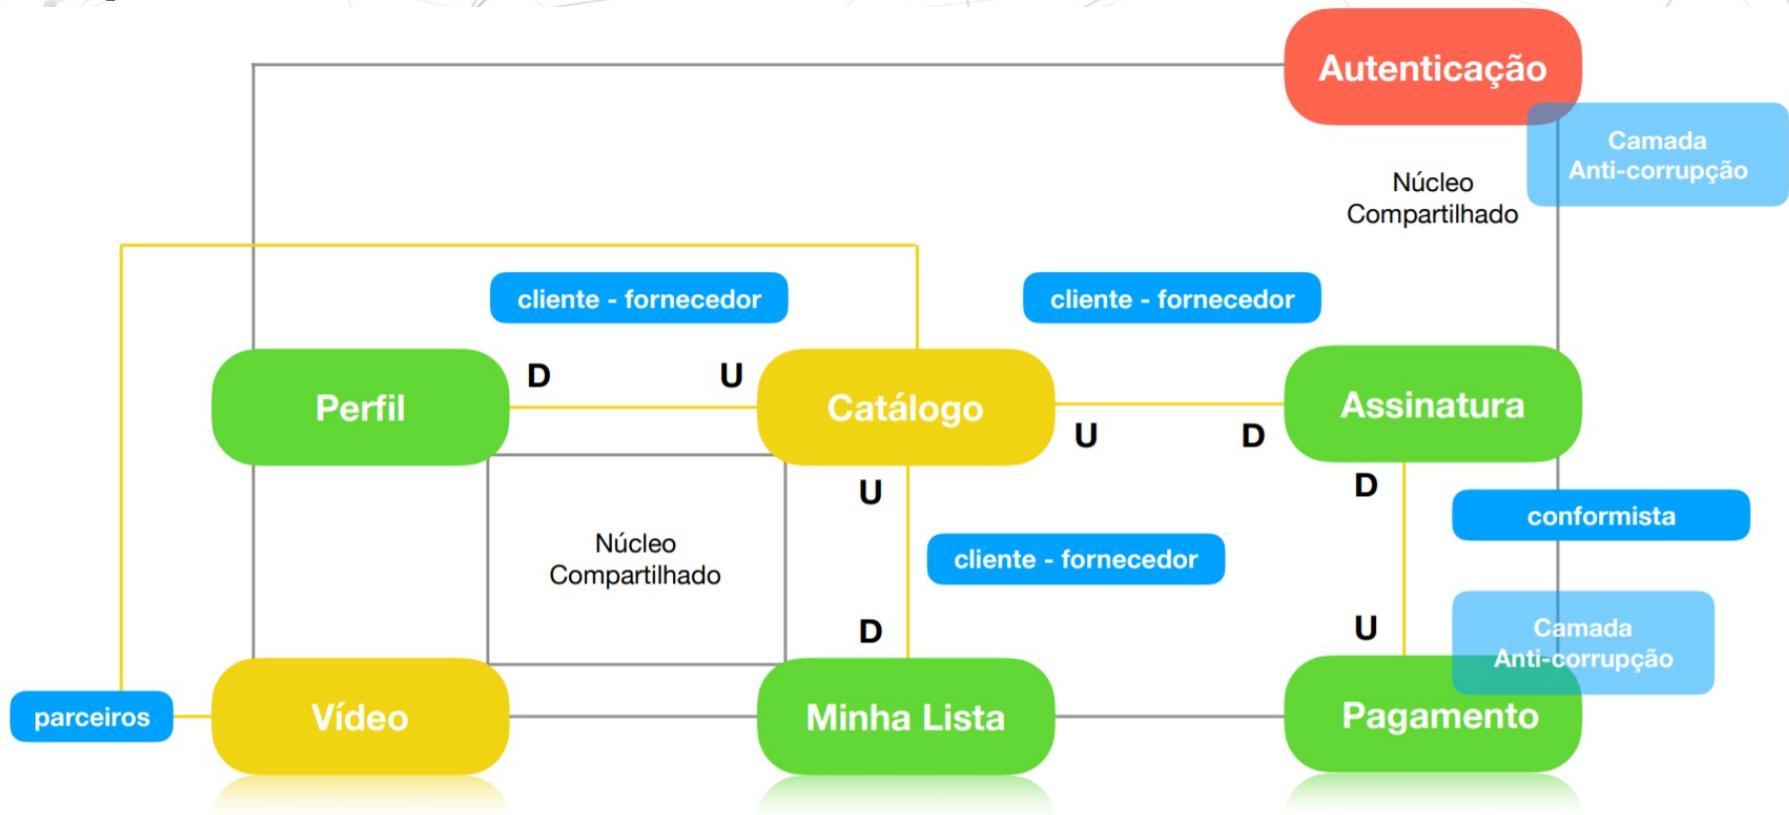 Autenticação
Camada
Anti-corrupção
Núcleo
Compartilhado
cliente - fornecedor
cliente - fornecedor
Perfil
D
U
Catálogo
U
D
Assinatura
U
D
conformista
Núcleo
Compartilhado
cliente - fornecedor
D
U
Camada
Anti-corrupção
parceiros
Vídeo
Minha Lista
Pagamento